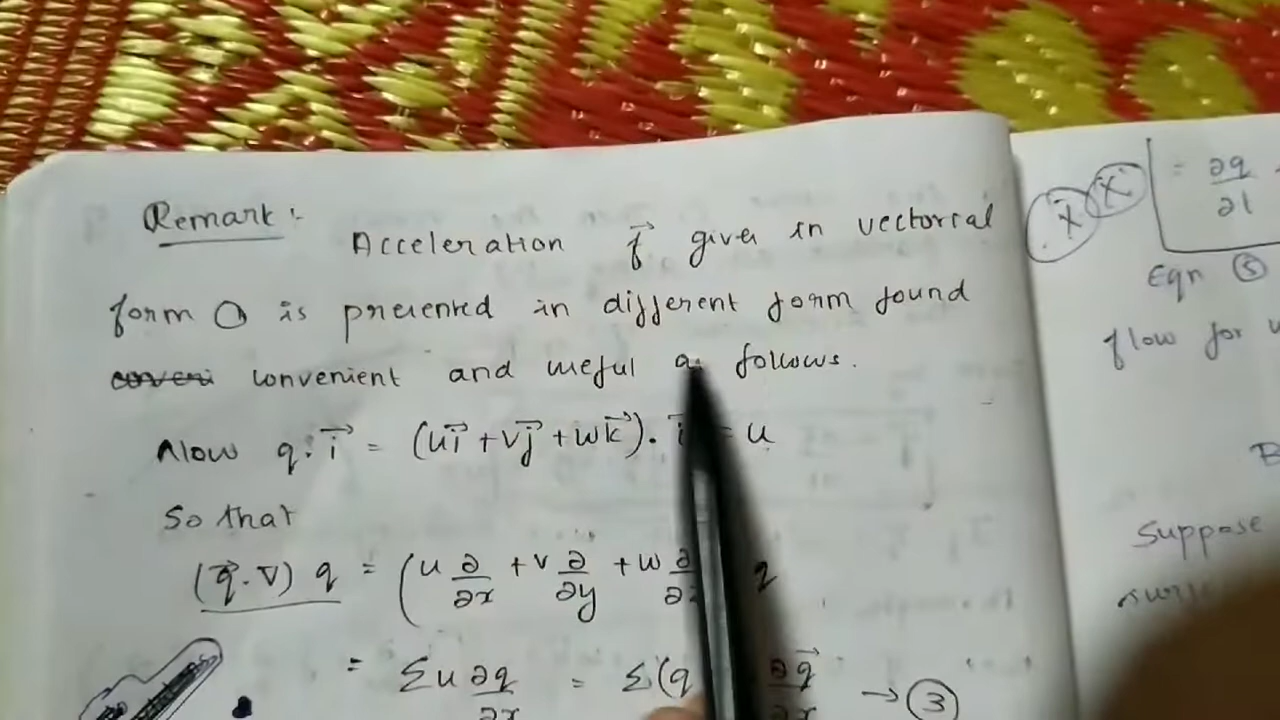 Remark :
Acceleration f⃗ given in vectorial
form ① is presented in different form found
convenient and useful as follows.
Now q⃗.i⃗ = (ui⃗ + vj⃗ + wk⃗). i⃗ = u
So that
(q⃗.∇) q = (u ∂/∂x + v ∂/∂y + w ∂/∂ q
= Σu ∂q/∂x = Σ(q ∂q⃗/∂x → ③
X X = ∂q/∂t
Eqn ⑤
flow for
Suppose